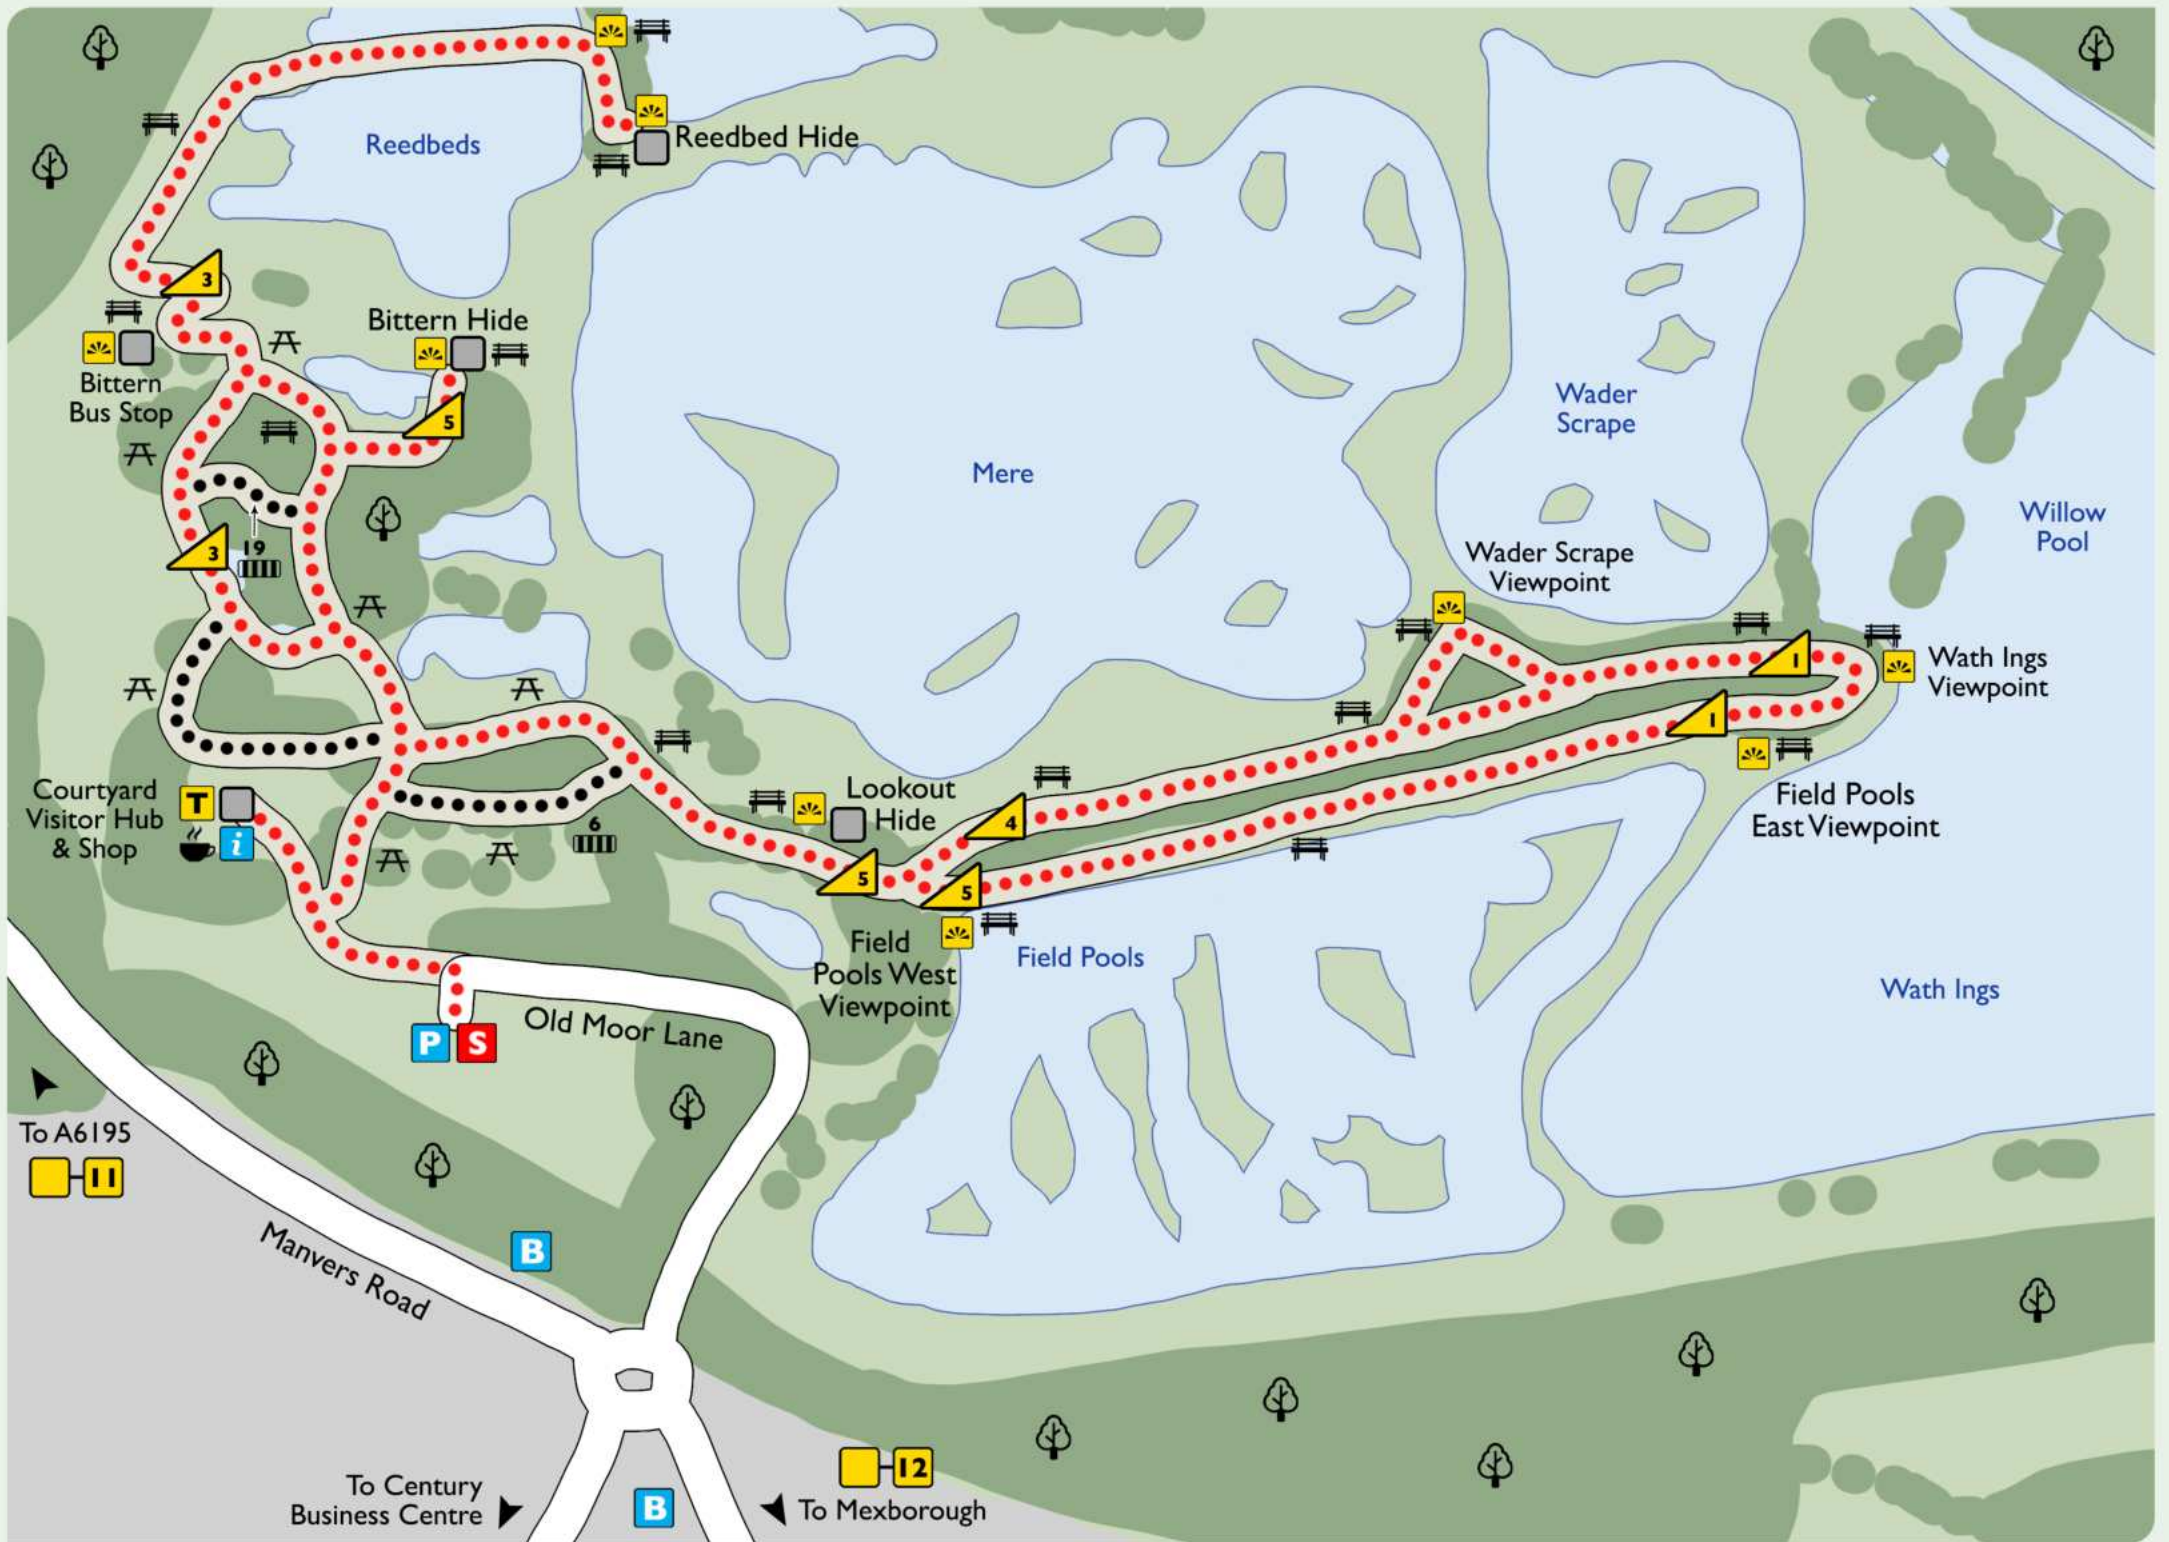 Reedbeds
Reedbed Hide
3
Bittern Hide
Bittern
Bus Stop
5
Mere
Wader
Scrape
Willow
Pool
3
19
Wader Scrape
Viewpoint
1
Wath Ings
Viewpoint
1
Courtyard
Visitor Hub
& Shop
T
i
6
Lookout
Hide
4
Field Pools
East Viewpoint
5
5
Field
Pools West
Viewpoint
Field Pools
Wath Ings
P
S
Old Moor Lane
To A6195
11
Manvers Road
B
To Century
Business Centre
B
12
To Mexborough